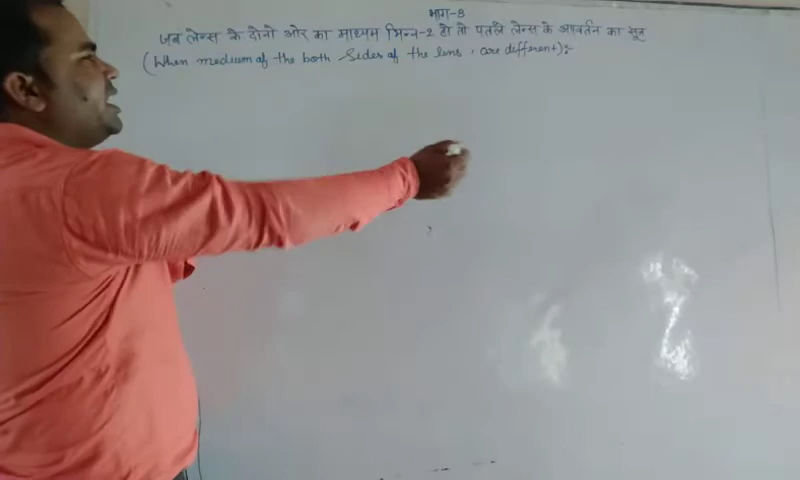 भाग-8
जब लेन्स के दोनो ओर का माध्यम भिन्न-2 हो तो पतले लेन्स के अपवर्तन का सूत्र
(When medium of the both Sides of the lens, are different):-